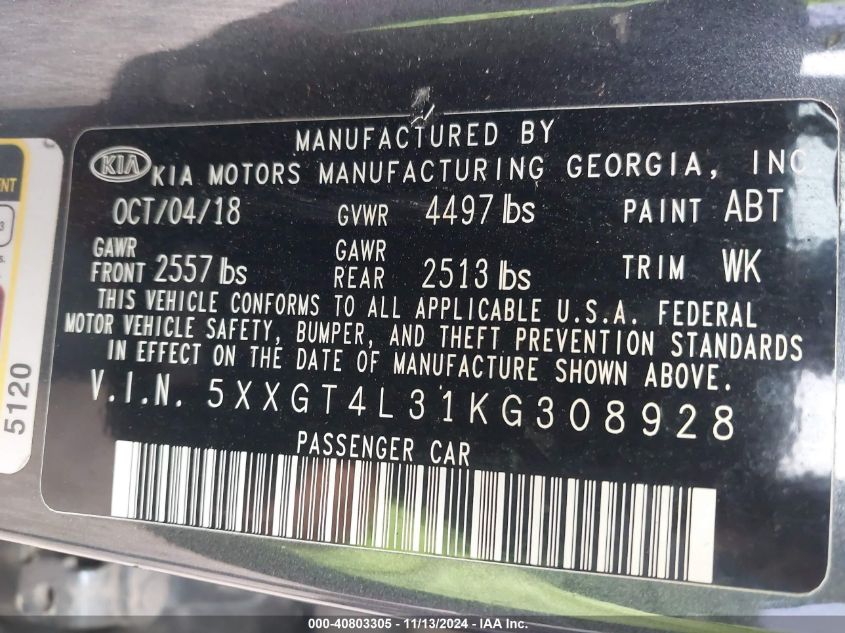 MANUFACTURED BY
KIA KIA MOTORS MANUFACTURING GEORGIA, INC
OCT/04/18 GVWR 4497 lbs PAINT ABT
GAWR FRONT 2557 lbs GAWR REAR 2513 lbs TRIM WK
THIS VEHICLE CONFORMS TO ALL APPLICABLE U.S.A. FEDERAL
MOTOR VEHICLE SAFETY, BUMPER, AND THEFT PREVENTION STANDARDS
IN EFFECT ON THE DATE OF MANUFACTURE SHOWN ABOVE.
V.I.N. 5XXGT4L31KG308928
PASSENGER CAR
5120
000-40803305 - 11/13/2024 - IAA Inc.